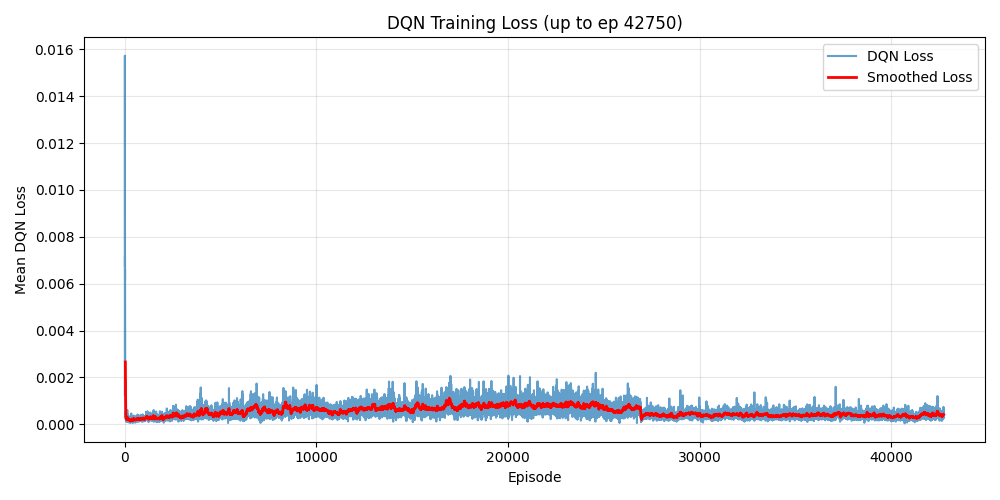 DQN Training Loss (up to ep 42750)
DQN Loss
Smoothed Loss
Mean DQN Loss
0.016
0.014
0.012
0.010
0.008
0.006
0.004
0.002
0.000
0 10000 20000 30000 40000
Episode